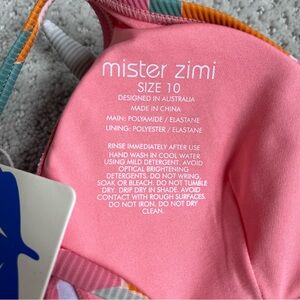 mister zimi
SIZE 10
DESIGNED IN AUSTRALIA
MADE IN CHINA
MAIN: POLYAMIDE / ELASTANE
LINING: POLYESTER / ELASTANE
RINSE IMMEDIATELY AFTER USE
HAND WASH IN COOL WATER
USING MILD DETERGENT. AVOID
OPTICAL BRIGHTENING
DETERGENTS. DO NOT WRING,
SOAK OR BLEACH. DO NOT TUMBLE
DRY. DRIP DRY IN SHADE. AVOID
CONTACT WITH ROUGH SURFACES.
DO NOT IRON. DO NOT DRY
CLEAN.